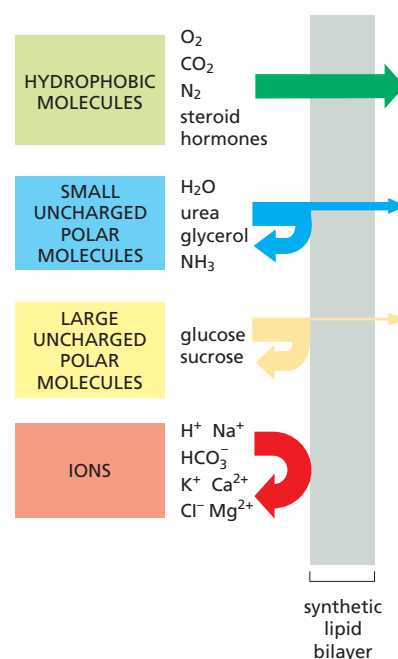 HYDROPHOBIC
MOLECULES
O₂
CO₂
N₂
steroid
hormones
SMALL
UNCHARGED
POLAR
MOLECULES
H₂O
urea
glycerol
NH₃
LARGE
UNCHARGED
POLAR
MOLECULES
glucose
sucrose
IONS
H⁺ Na⁺
HCO₃⁻
K⁺ Ca²⁺
Cl⁻ Mg²⁺
synthetic
lipid
bilayer